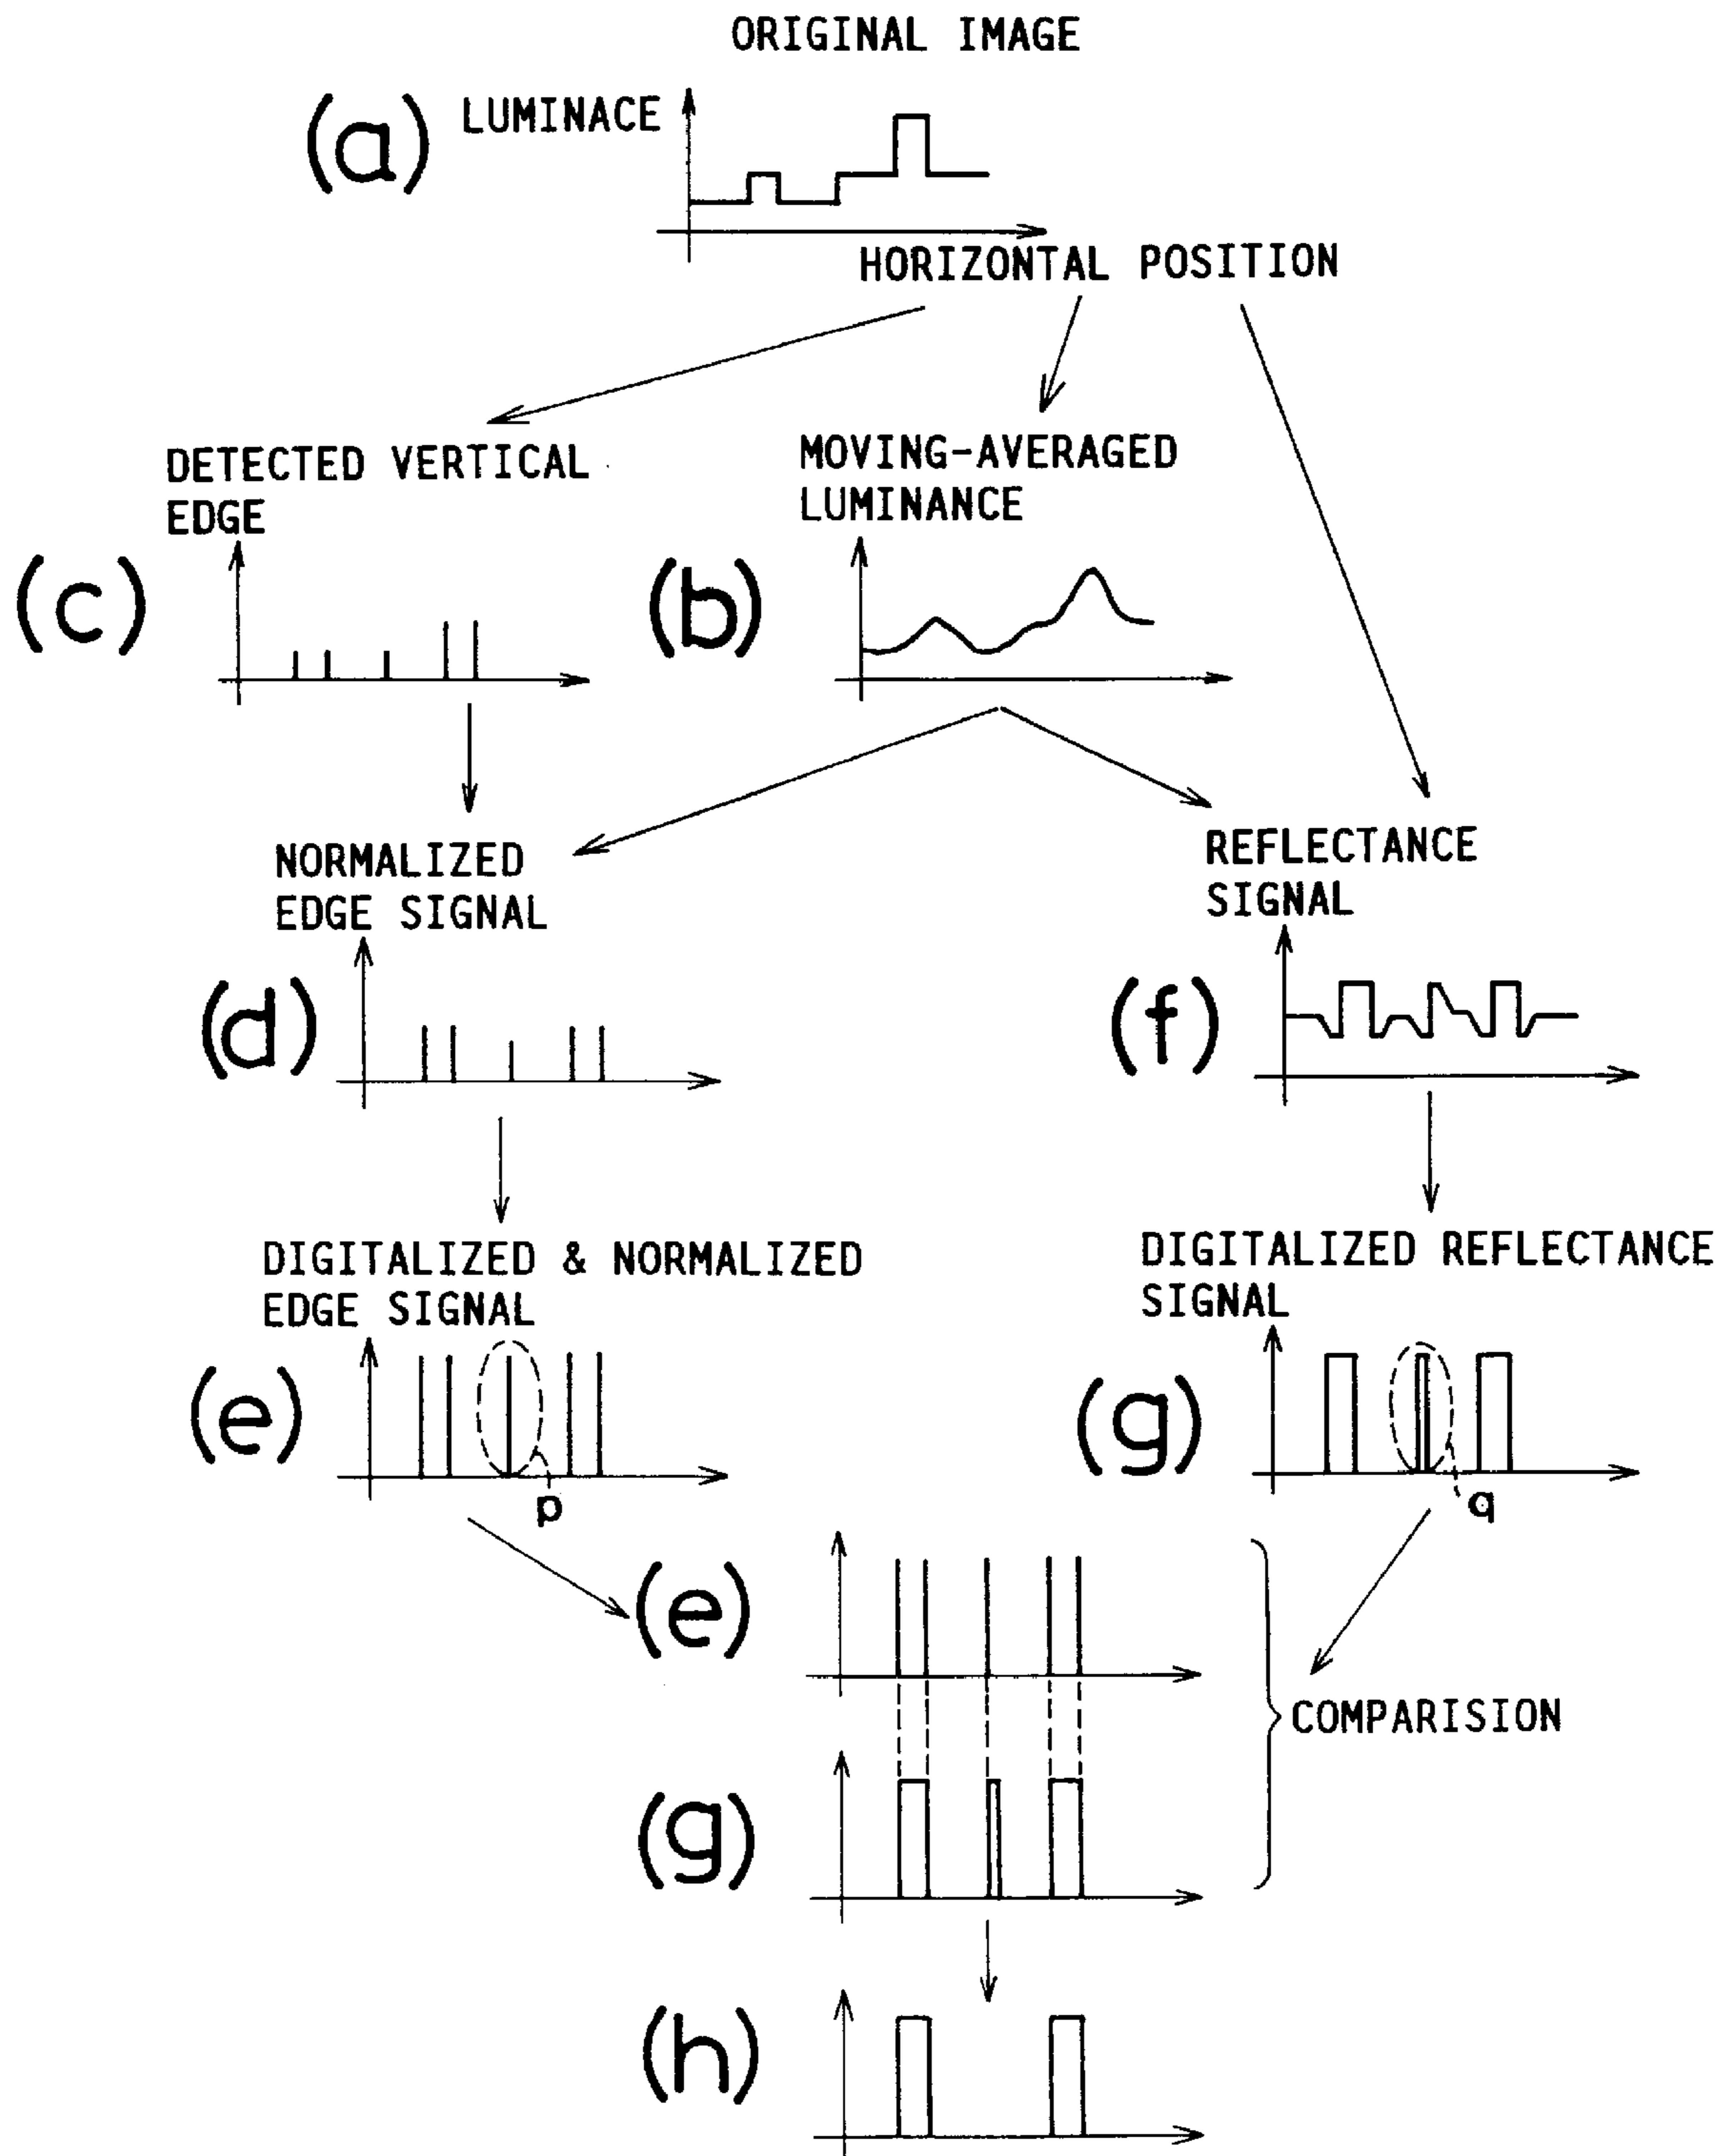 ORIGINAL IMAGE
(a)
LUMINACE
HORIZONTAL POSITION
DETECTED VERTICAL
EDGE
(c)
MOVING-AVERAGED
LUMINANCE
(b)
NORMALIZED
EDGE SIGNAL
(d)
REFLECTANCE
SIGNAL
(f)
DIGITALIZED & NORMALIZED
EDGE SIGNAL
(e)
p
DIGITALIZED REFLECTANCE
SIGNAL
(g)
q
(e)
COMPARISION
(g)
(h)